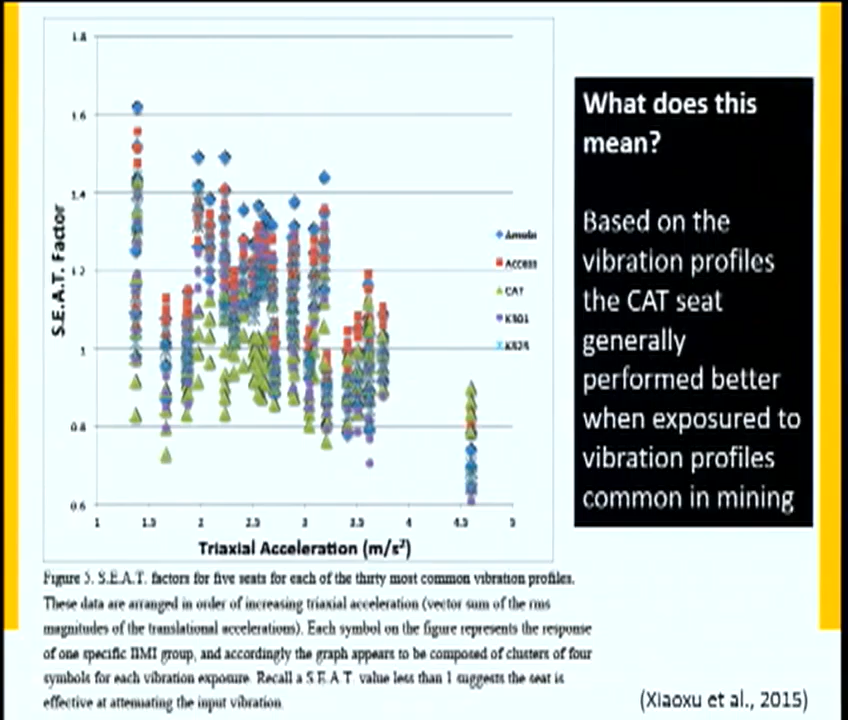 1.8
1.6
1.4
1.2
1
0.8
0.6
1
1.5
2
2.5
3
3.5
4
4.5
5
S.E.A.T. Factor
Triaxial Acceleration (m/s²)
Access
CAT
K801
What does this
mean?
Based on the
vibration profiles
the CAT seat
generally
performed better
when exposured to
vibration profiles
common in mining
Figure 5. S.E.A.T. factors for five seats for each of the thirty most common vibration profiles.
These data are arranged in order of increasing triaxial acceleration (vector sum of the rms
magnitudes of the translational accelerations). Each symbol on the figure represents the response
of one specific BMI group, and accordingly the graph appears to be composed of clusters of four
symbols for each vibration exposure. Recall a S.E.A.T. value less than 1 suggests the seat is
effective at attenuating the input vibration.
(Xiaoxu et al., 2015)